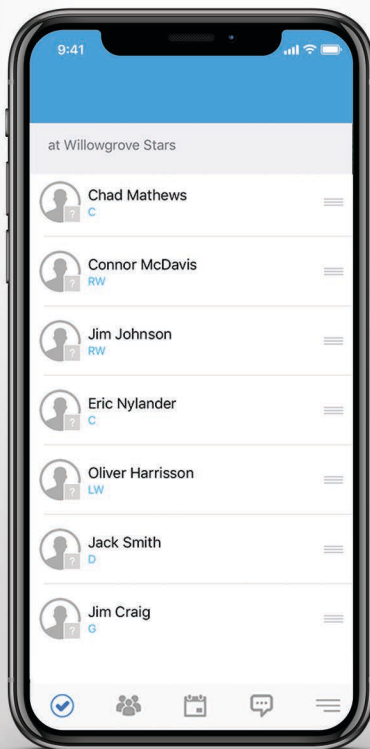 9:41
at Willowgrove Stars
Chad Mathews
C
?
Connor McDavis
RW
?
Jim Johnson
RW
?
Eric Nylander
C
?
Oliver Harrisson
LW
?
Jack Smith
D
?
Jim Craig
G
?